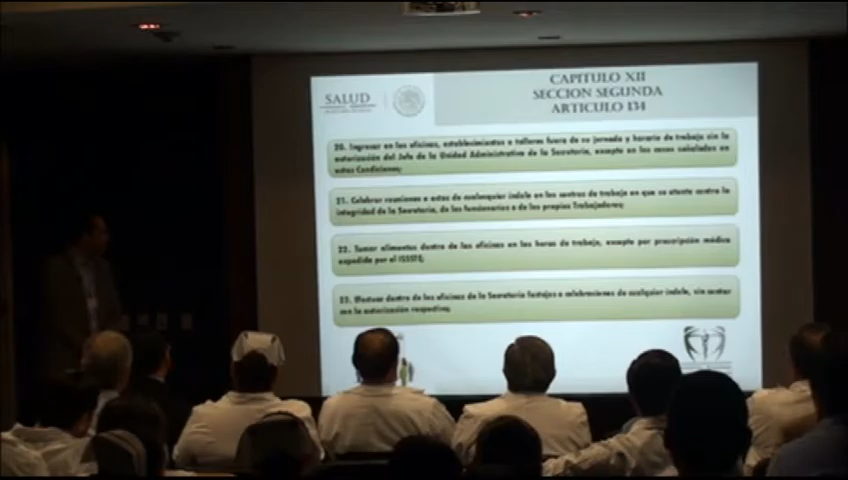 SALUD
CAPITULO XII
SECCION SEGUNDA
ARTICULO 134
20. Ingresar en las oficinas, establecimientos o talleres fuera de su jornada y horario de trabajo sin la
autorización del Jefe de la Unidad Administrativa de la Secretaría, excepto en los casos señalados en
estas Condiciones;
21. Celebrar reuniones o actos de cualesquier índole en los centros de trabajo en que se atente contra la
integridad de la Secretaría, de los funcionarios o de los propios Trabajadores;
22. Tomar alimentos dentro de las oficinas en las horas de trabajo, excepto por prescripción médica
expedida por el ISSSTE;
23. Efectuar dentro de las oficinas de la Secretaría festejos o celebraciones de cualquier índole, sin contar
con la autorización respectiva;